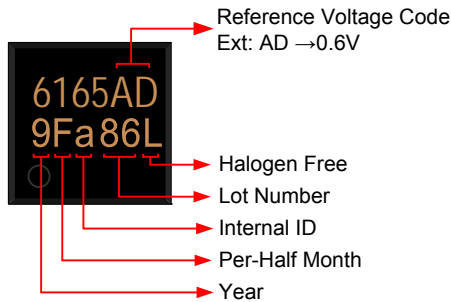 Reference Voltage Code
Ext: AD →0.6V
6165AD
9Fa86L
Halogen Free
Lot Number
Internal ID
Per-Half Month
Year